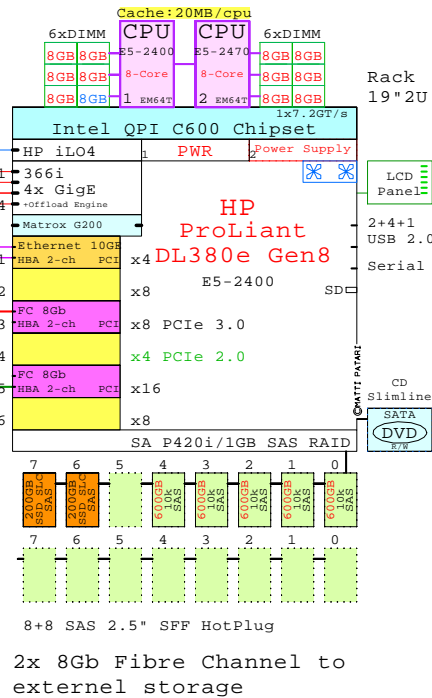 Cache:20MB/cpu
6xDIMM CPU CPU 6xDIMM
8GB 8GB E5-2400 E5-2470 8GB 8GB
8GB 8GB 8-Core 8-Core 8GB 8GB
8GB 8GB 1 EM64T 2 EM64T 8GB 8GB
Rack
19"2U
1x7.2GT/s
Intel QPI C600 Chipset
HP iLO4 1 PWR 2 Power Supply
366i
4x GigE
+Offload Engine
LCD
Panel
Matrox G200
HP
ProLiant
DL380e Gen8
E5-2400
2+4+1
USB 2.0
Serial
SD
Ethernet 10GB
1 HBA 2-ch PCI x4
2 x8
FC 8Gb
3 HBA 2-ch PCI x8 PCIe 3.0
4 x4 PCIe 2.0
FC 8Gb
5 HBA 2-ch PCI x16
6 x8
©MATTI PATARI
CD
Slimline
SATA
DVD
R/W
SA P420i/1GB SAS RAID
7 6 5 4 3 2 1 0
200GB SSD SLC SAS
200GB SSD SLC SAS
600GB 10k SAS
600GB 10k SAS
600GB 10k SAS
600GB 10k SAS
600GB 10k SAS
7 6 5 4 3 2 1 0
8+8 SAS 2.5" SFF HotPlug
2x 8Gb Fibre Channel to
externel storage